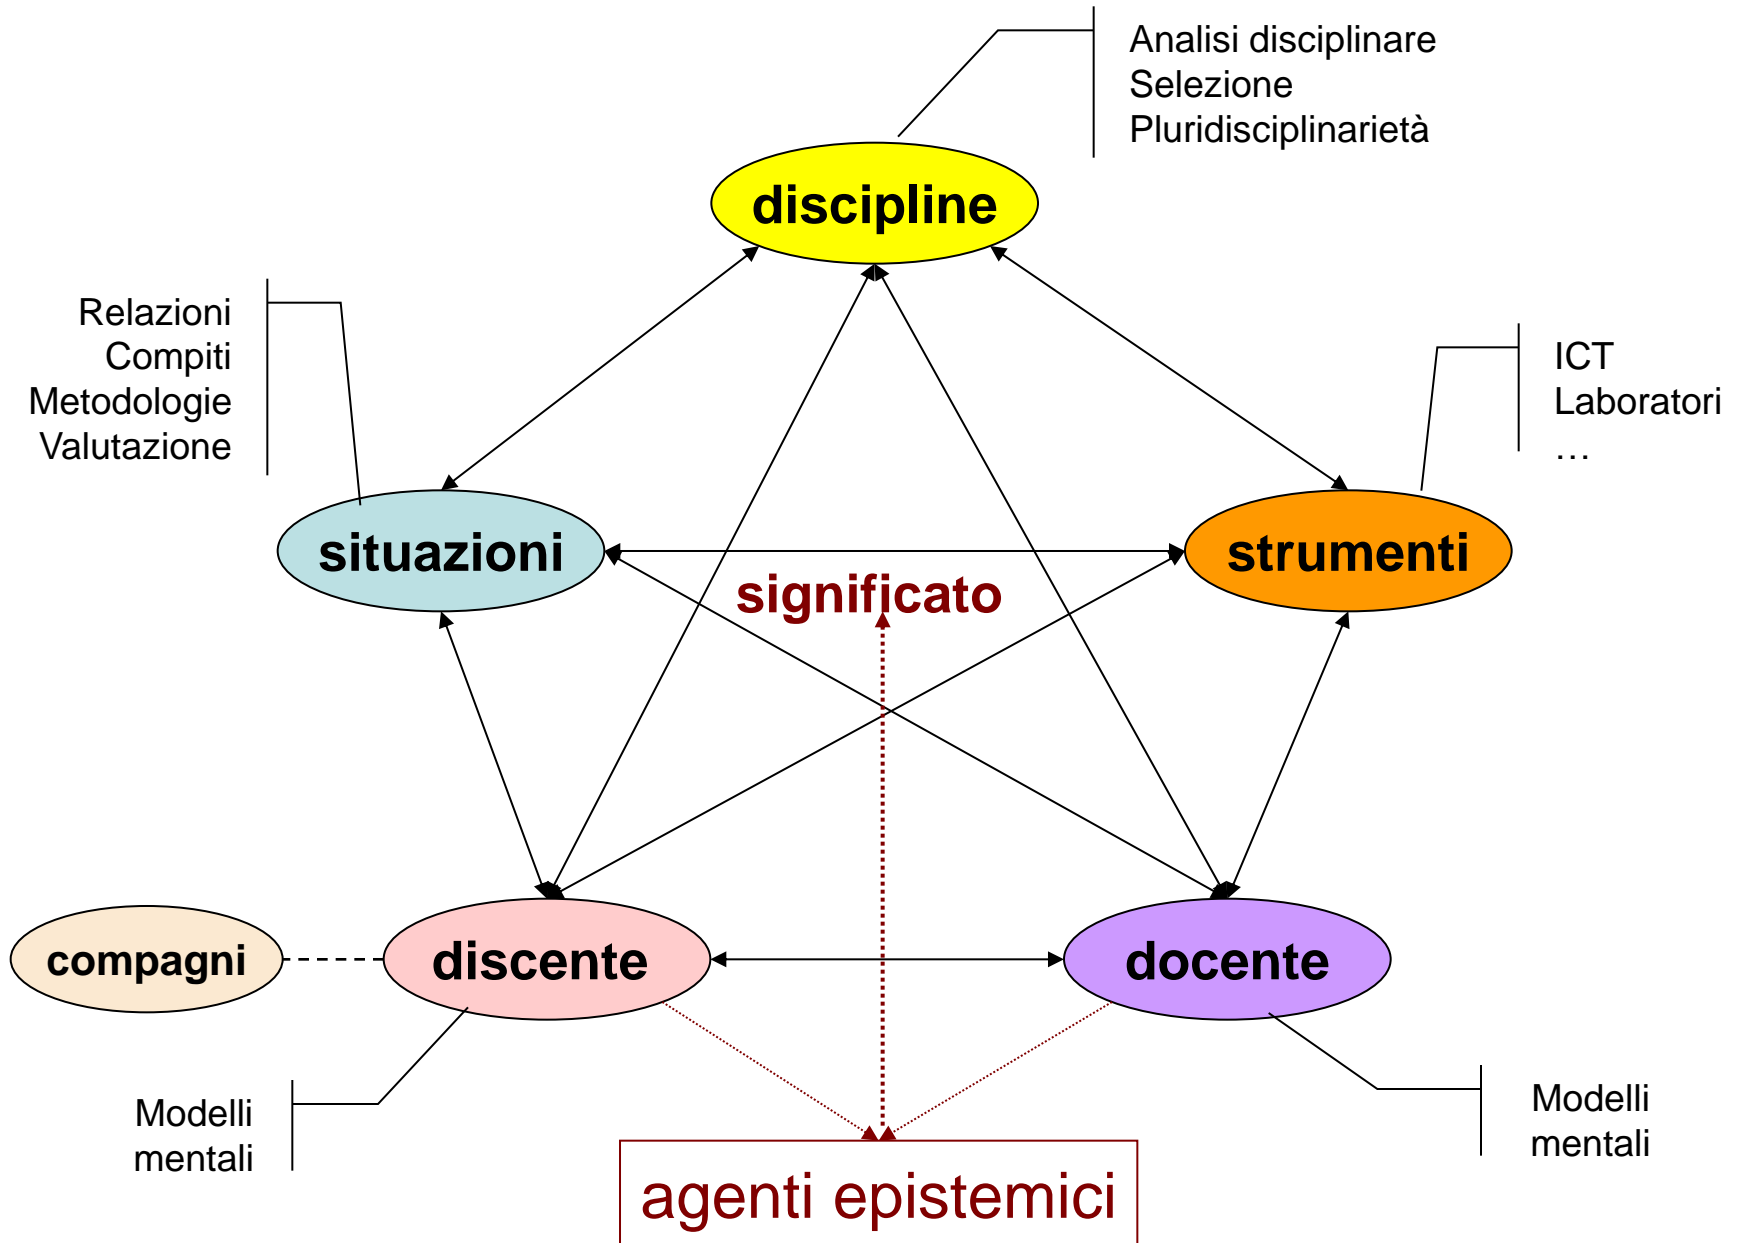 Analisi disciplinare
Selezione
Pluridisciplinarietà
discipline
Relazioni
Compiti
Metodologie
Valutazione
ICT
Laboratori
…
situazioni
strumenti
significato
compagni
discente
docente
Modelli
mentali
Modelli
mentali
agenti epistemici